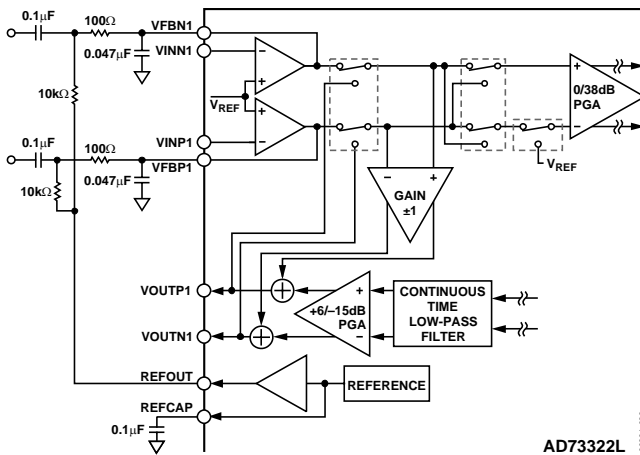 0.1µF
100Ω
VFBN1
VINN1
0.047µF
10kΩ
VREF
0/38dB
PGA
0.1µF
100Ω
VINP1
VFBP1
VREF
10kΩ
0.047µF
GAIN
±1
VOUTP1
+6/–15dB
PGA
CONTINUOUS
TIME
LOW-PASS
FILTER
VOUTN1
REFOUT
REFERENCE
REFCAP
0.1µF
AD73322L